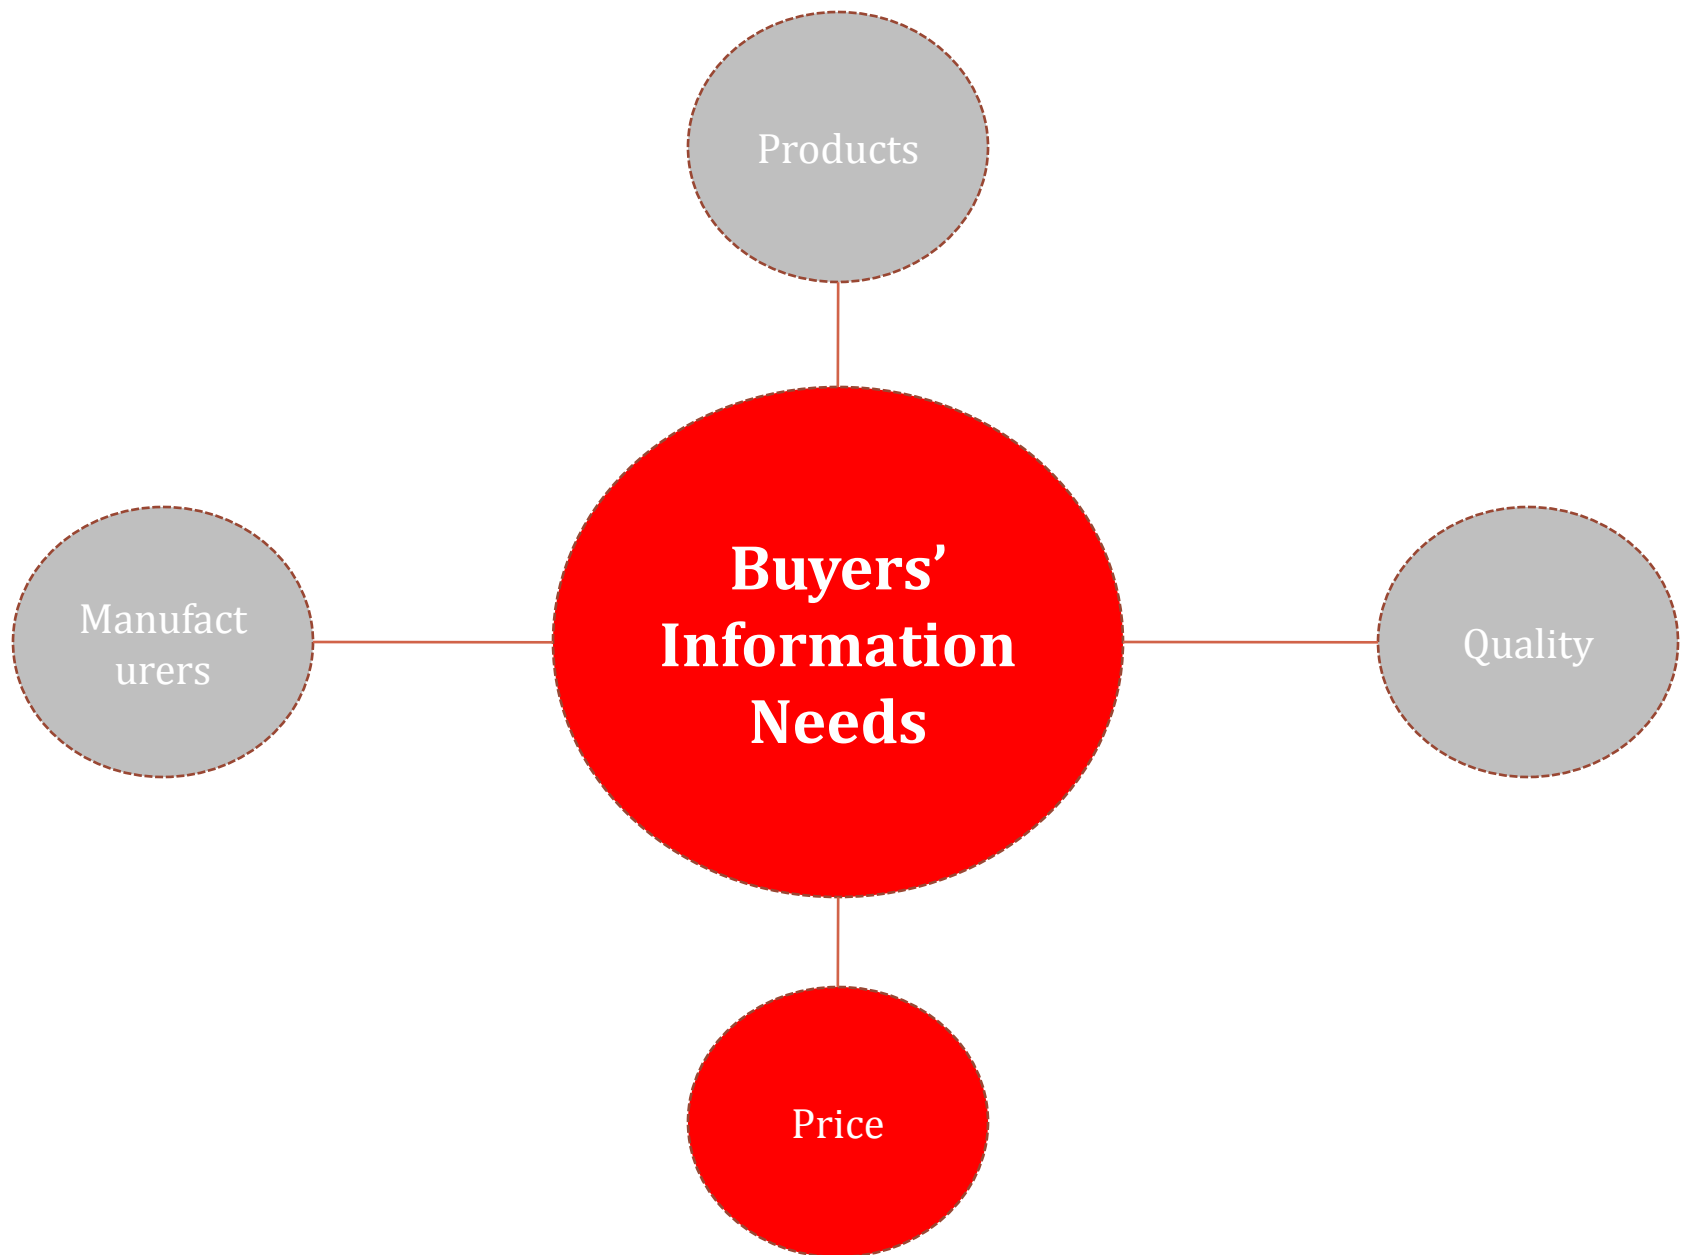 Products
Manufact
urers
Buyers’
Information
Needs
Quality
Price